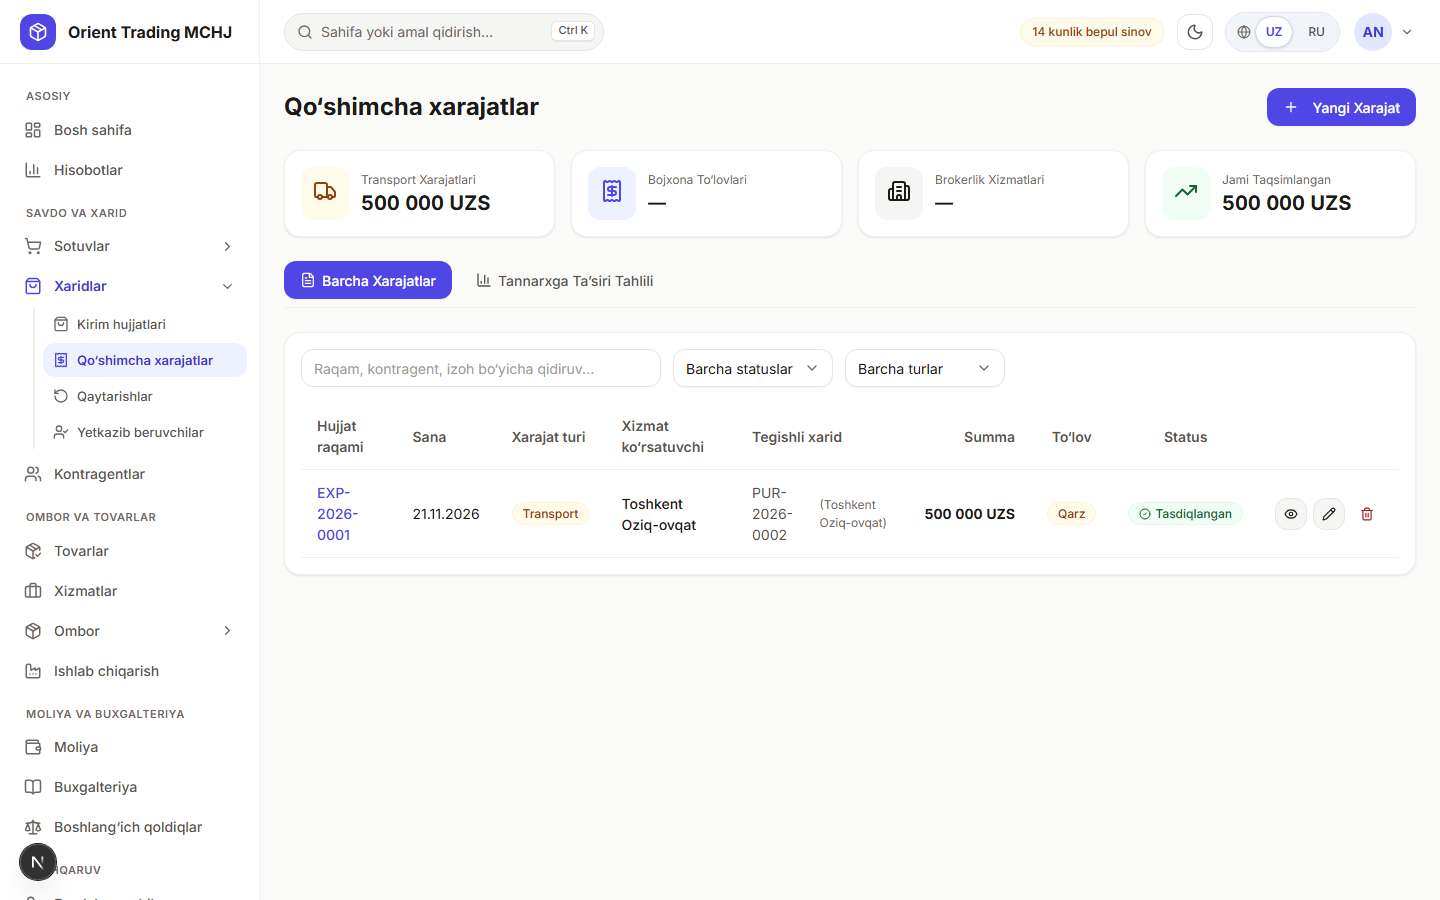 Orient Trading MCHJ
Sahifa yoki amal qidirish...
Ctrl K
14 kunlik bepul sinov
UZ
RU
AN
ASOSIY
Bosh sahifa
Hisobotlar
SAVDO VA XARID
Sotuvlar
Xaridlar
Kirim hujjatlari
Qo‘shimcha xarajatlar
Qaytarishlar
Yetkazib beruvchilar
Kontragentlar
OMBOR VA TOVARLAR
Tovarlar
Xizmatlar
Ombor
Ishlab chiqarish
MOLIYA VA BUXGALTERIYA
Moliya
Buxgalteriya
Boshlang‘ich qoldiqlar
N
Qo‘shimcha xarajatlar
Yangi Xarajat
Transport Xarajatlari
500 000 UZS
Bojxona To‘lovlari
—
Brokerlik Xizmatlari
—
Jami Taqsimlangan
500 000 UZS
Barcha Xarajatlar
Tannarxga Ta’siri Tahlili
Raqam, kontragent, izoh bo‘yicha qidiruv...
Barcha statuslar
Barcha turlar
Hujjat
raqami
Sana
Xarajat turi
Xizmat
ko‘rsatuvchi
Tegishli xarid
Summa
To‘lov
Status
EXP-
2026-
0001
21.11.2026
Transport
Toshkent
Oziq-ovqat
PUR-
2026-
0002
(Toshkent
Oziq-ovqat)
500 000 UZS
Qarz
Tasdiqlangan